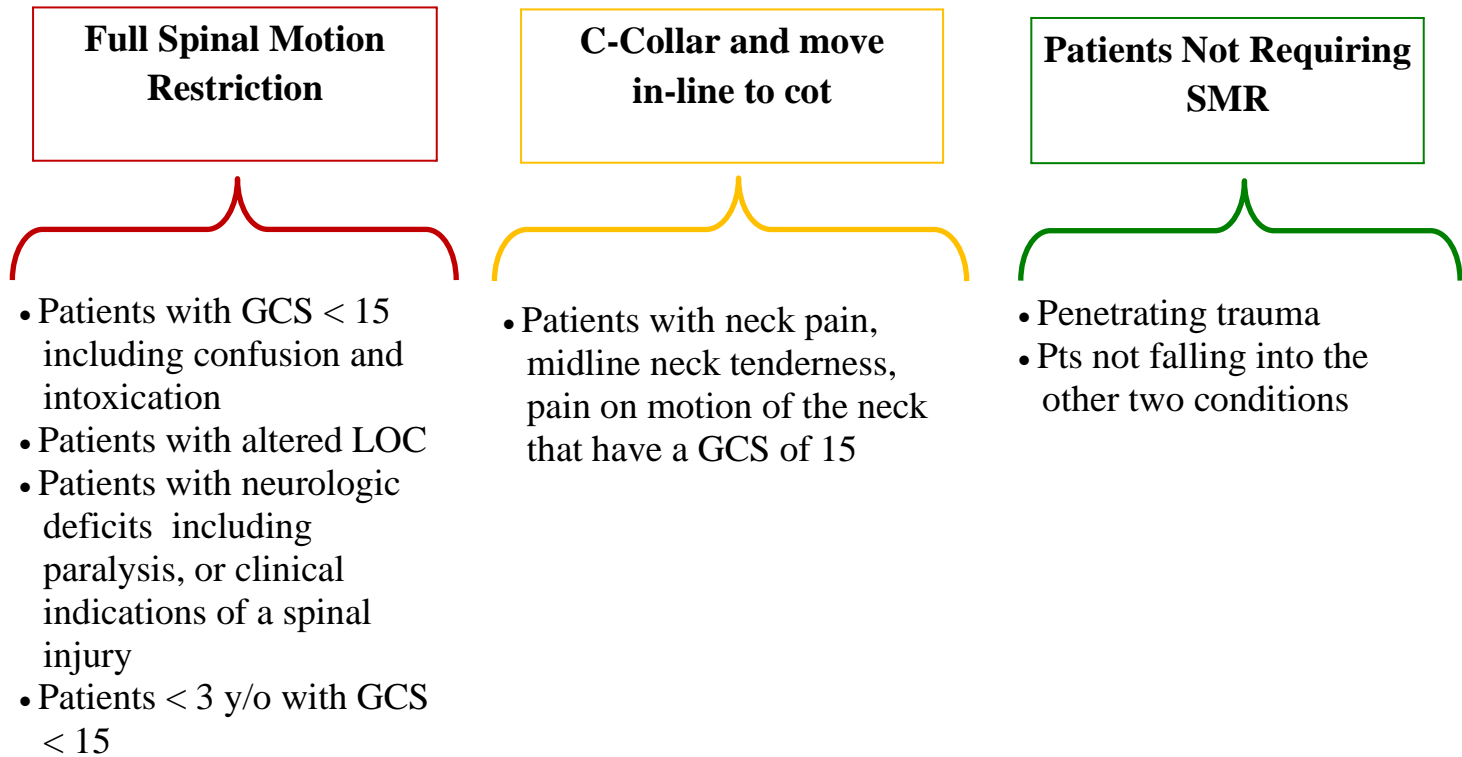 Full Spinal Motion
Restriction
• Patients with GCS < 15
including confusion and
intoxication
• Patients with altered LOC
• Patients with neurologic
deficits including
paralysis, or clinical
indications of a spinal
injury
• Patients < 3 y/o with GCS
< 15
C-Collar and move
in-line to cot
• Patients with neck pain,
midline neck tenderness,
pain on motion of the neck
that have a GCS of 15
Patients Not Requiring
SMR
• Penetrating trauma
• Pts not falling into the
other two conditions